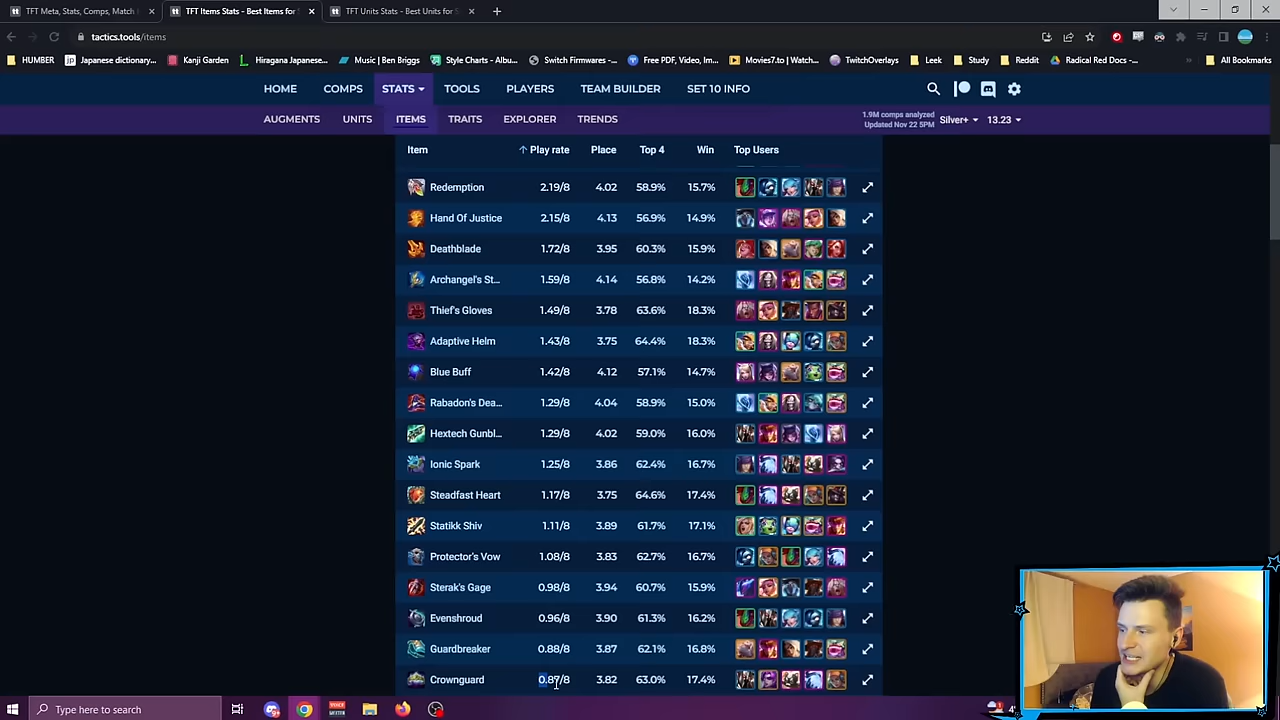 TFT Meta, Stats, Comps, Match
TFT Items Stats - Best Items for
TFT Units Stats - Best Units for S
tactics.tools/items
HUMBER
Japanese dictionary...
Kanji Garden
Hiragana Japanese...
Music | Ben Briggs
Style Charts - Albu...
Switch Firmwares -...
Free PDF, Video, Im...
Movies7.to | Watch...
TwitchOverlays
Leek
Study
Reddit
Radical Red Docs -...
All Bookmarks
HOME COMPS STATS TOOLS PLAYERS TEAM BUILDER SET 10 INFO
AUGMENTS UNITS ITEMS TRAITS EXPLORER TRENDS
1.9M comps analyzed
Updated Nov 22 5PM
Silver+
13.23
Item Play rate Place Top 4 Win Top Users
Redemption 2.19/8 4.02 58.9% 15.7%
Hand Of Justice 2.15/8 4.13 56.9% 14.9%
Deathblade 1.72/8 3.95 60.3% 15.9%
Archangel's St... 1.59/8 4.14 56.8% 14.2%
Thief's Gloves 1.49/8 3.78 63.6% 18.3%
Adaptive Helm 1.43/8 3.75 64.4% 18.3%
Blue Buff 1.42/8 4.12 57.1% 14.7%
Rabadon's Dea... 1.29/8 4.04 58.9% 15.0%
Hextech Gunbl... 1.29/8 4.02 59.0% 16.0%
Ionic Spark 1.25/8 3.86 62.4% 16.7%
Steadfast Heart 1.17/8 3.75 64.6% 17.4%
Statikk Shiv 1.11/8 3.89 61.7% 17.1%
Protector's Vow 1.08/8 3.83 62.7% 16.7%
Sterak's Gage 0.98/8 3.94 60.7% 15.9%
Evenshroud 0.96/8 3.90 61.3% 16.2%
Guardbreaker 0.88/8 3.87 62.1% 16.8%
Crownguard 0.87/8 3.82 63.0% 17.4%
Type here to search